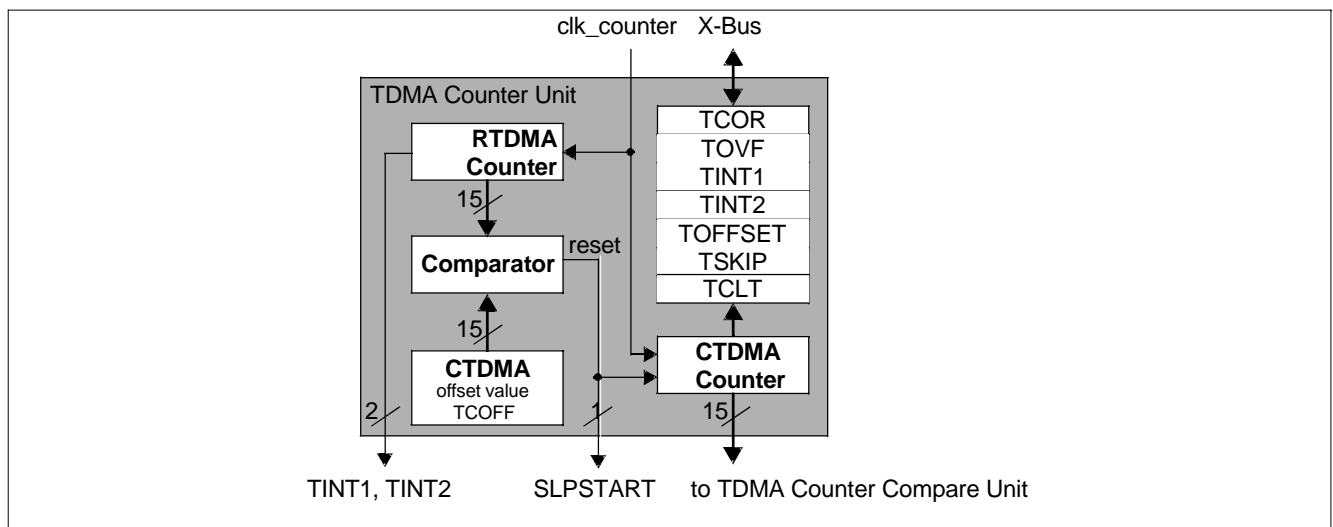 clk_counter X-Bus
TDMA Counter Unit
RTDMA
Counter
15
Comparator
reset
15
CTDMA
offset value
TCOFF
2
1
TCOR
TOVF
TINT1
TINT2
TOFFSET
TSKIP
TCLT
CTDMA
Counter
15
TINT1, TINT2
SLPSTART
to TDMA Counter Compare Unit